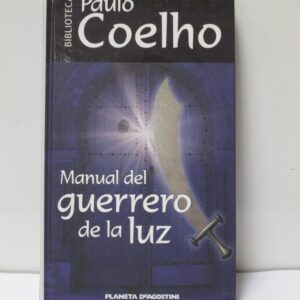 BIBLIOTECA
Paulo
Coelho
Manual del
guerrero
de la luz
PLANETA DEAGOSTINI